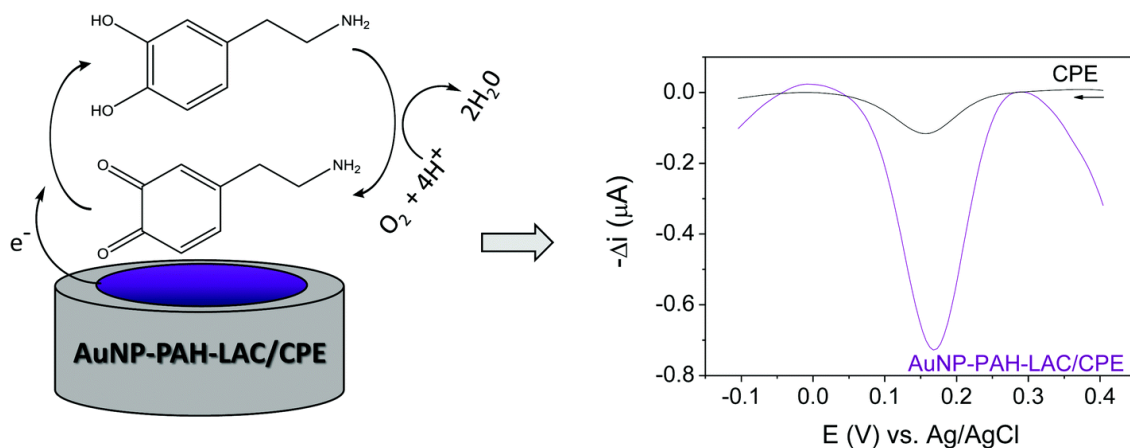 HO
NH₂
HO
2H₂0
O
NH₂
O₂ + 4H⁺
O
e⁻
AuNP-PAH-LAC/CPE
CPE
0.0
-0.2
-0.4
-0.6
-0.8
-Δi (μA)
AuNP-PAH-LAC/CPE
-0.1 0.0 0.1 0.2 0.3 0.4
E (V) vs. Ag/AgCl